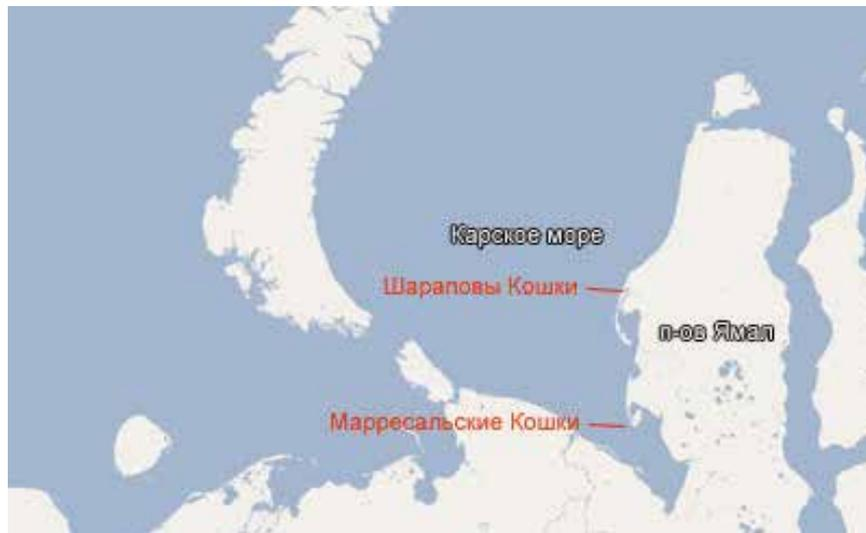 Карское море
Шараповы Кошки
п-ов Ямал
Марресальские Кошки